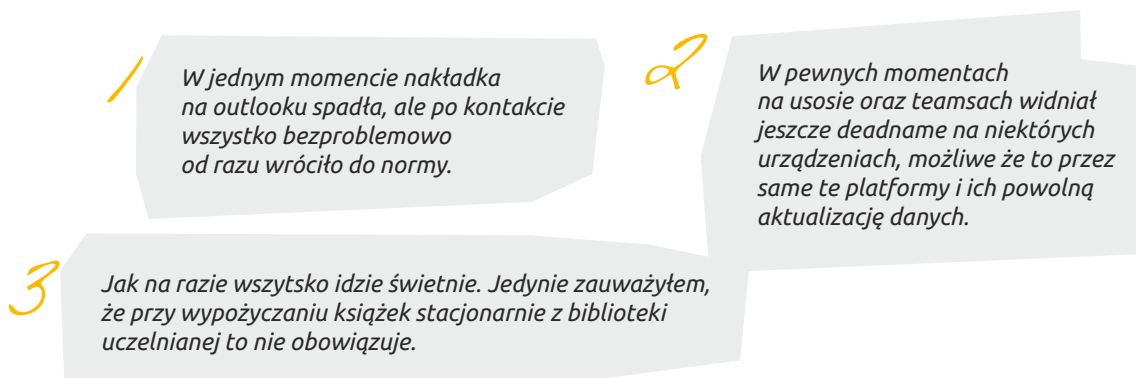 1
W jednym momencie nakładka
na outlooku spadła, ale po kontakcie
wszystko bezproblemowo
od razu wróciło do normy.
2
W pewnych momentach
na usosie oraz teamsach widniał
jeszcze deadname na niektórych
urządzeniach, możliwe że to przez
same te platformy i ich powolną
aktualizację danych.
3
Jak na razie wszytsko idzie świetnie. Jedynie zauważyłem,
że przy wypożyczaniu książek stacjonarnie z biblioteki
uczelnianej to nie obowiązuje.